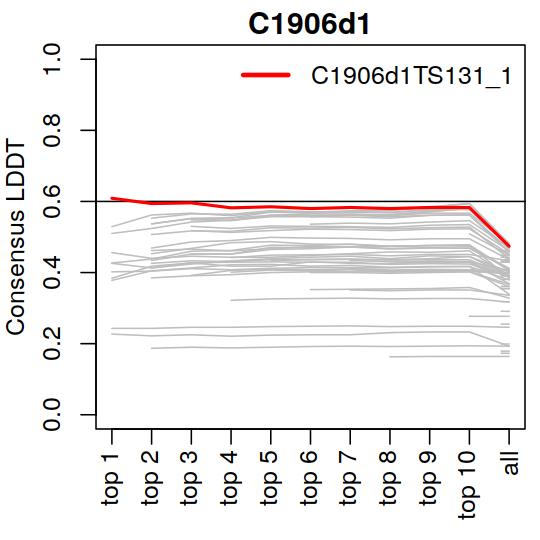 C1906d1
C1906d1TS131_1
Consensus LDDT
1.0
0.8
0.6
0.4
0.2
0.0
top 1
top 2
top 3
top 4
top 5
top 6
top 7
top 8
top 9
top 10
all